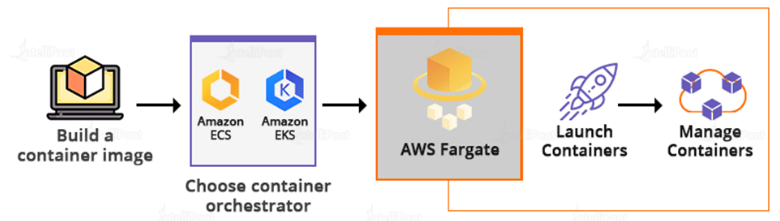 Build a
container image
Amazon
ECS
Amazon
EKS
K
Choose container
orchestrator
AWS Fargate
Launch
Containers
Manage
Containers